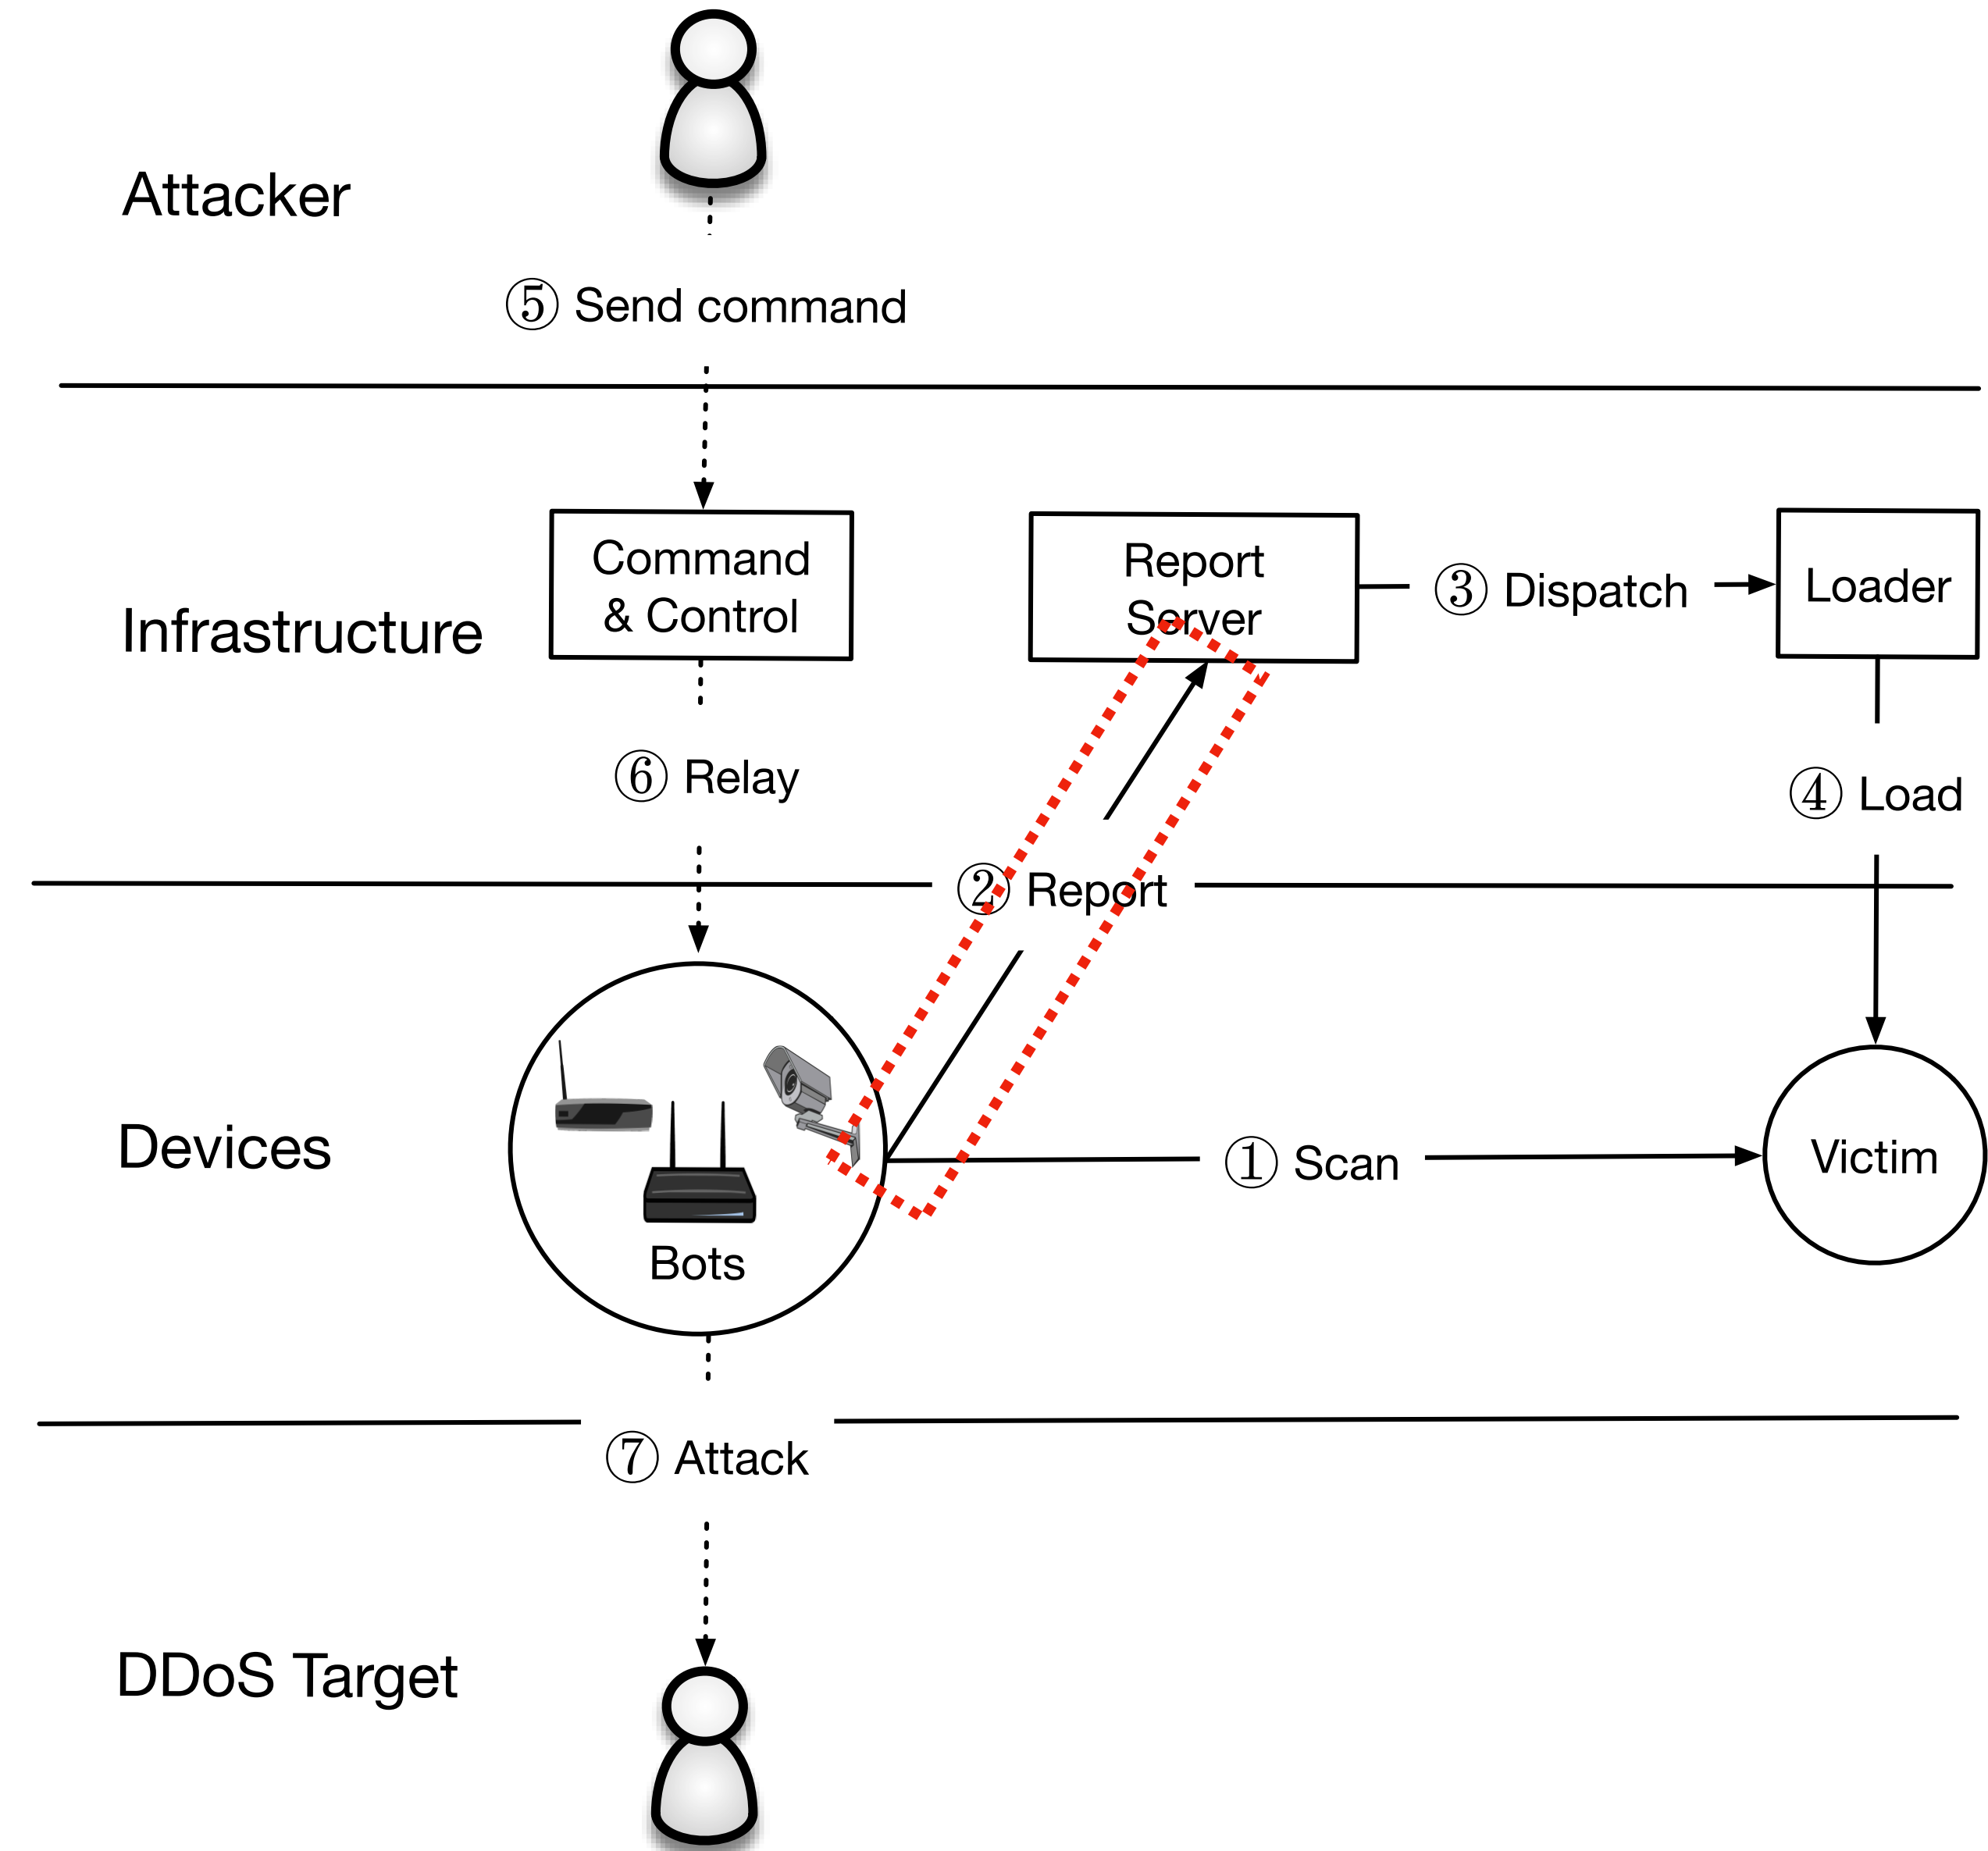 Attacker
⑤ Send command
Infrastructure
Command
& Control
Report
Server
③ Dispatch
Loader
⑥ Relay
④ Load
② Report
Devices
Bots
① Scan
Victim
⑦ Attack
DDoS Target